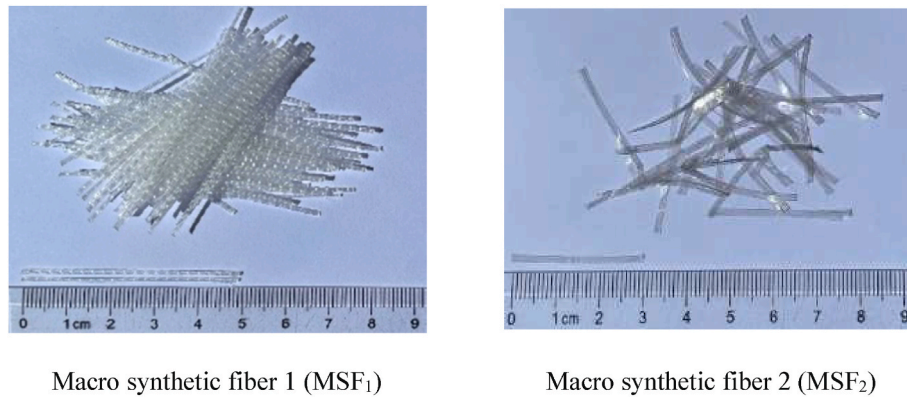 0 1cm 2 3 4 5 6 7 8 9
0 1cm 2 3 4 5 6 7 8 9
Macro synthetic fiber 1 (MSF₁)
Macro synthetic fiber 2 (MSF₂)